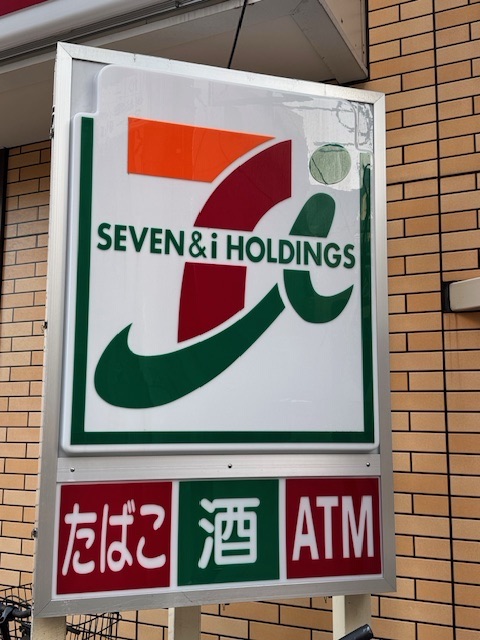 SEVEN&i HOLDINGS
たばこ 酒 ATM